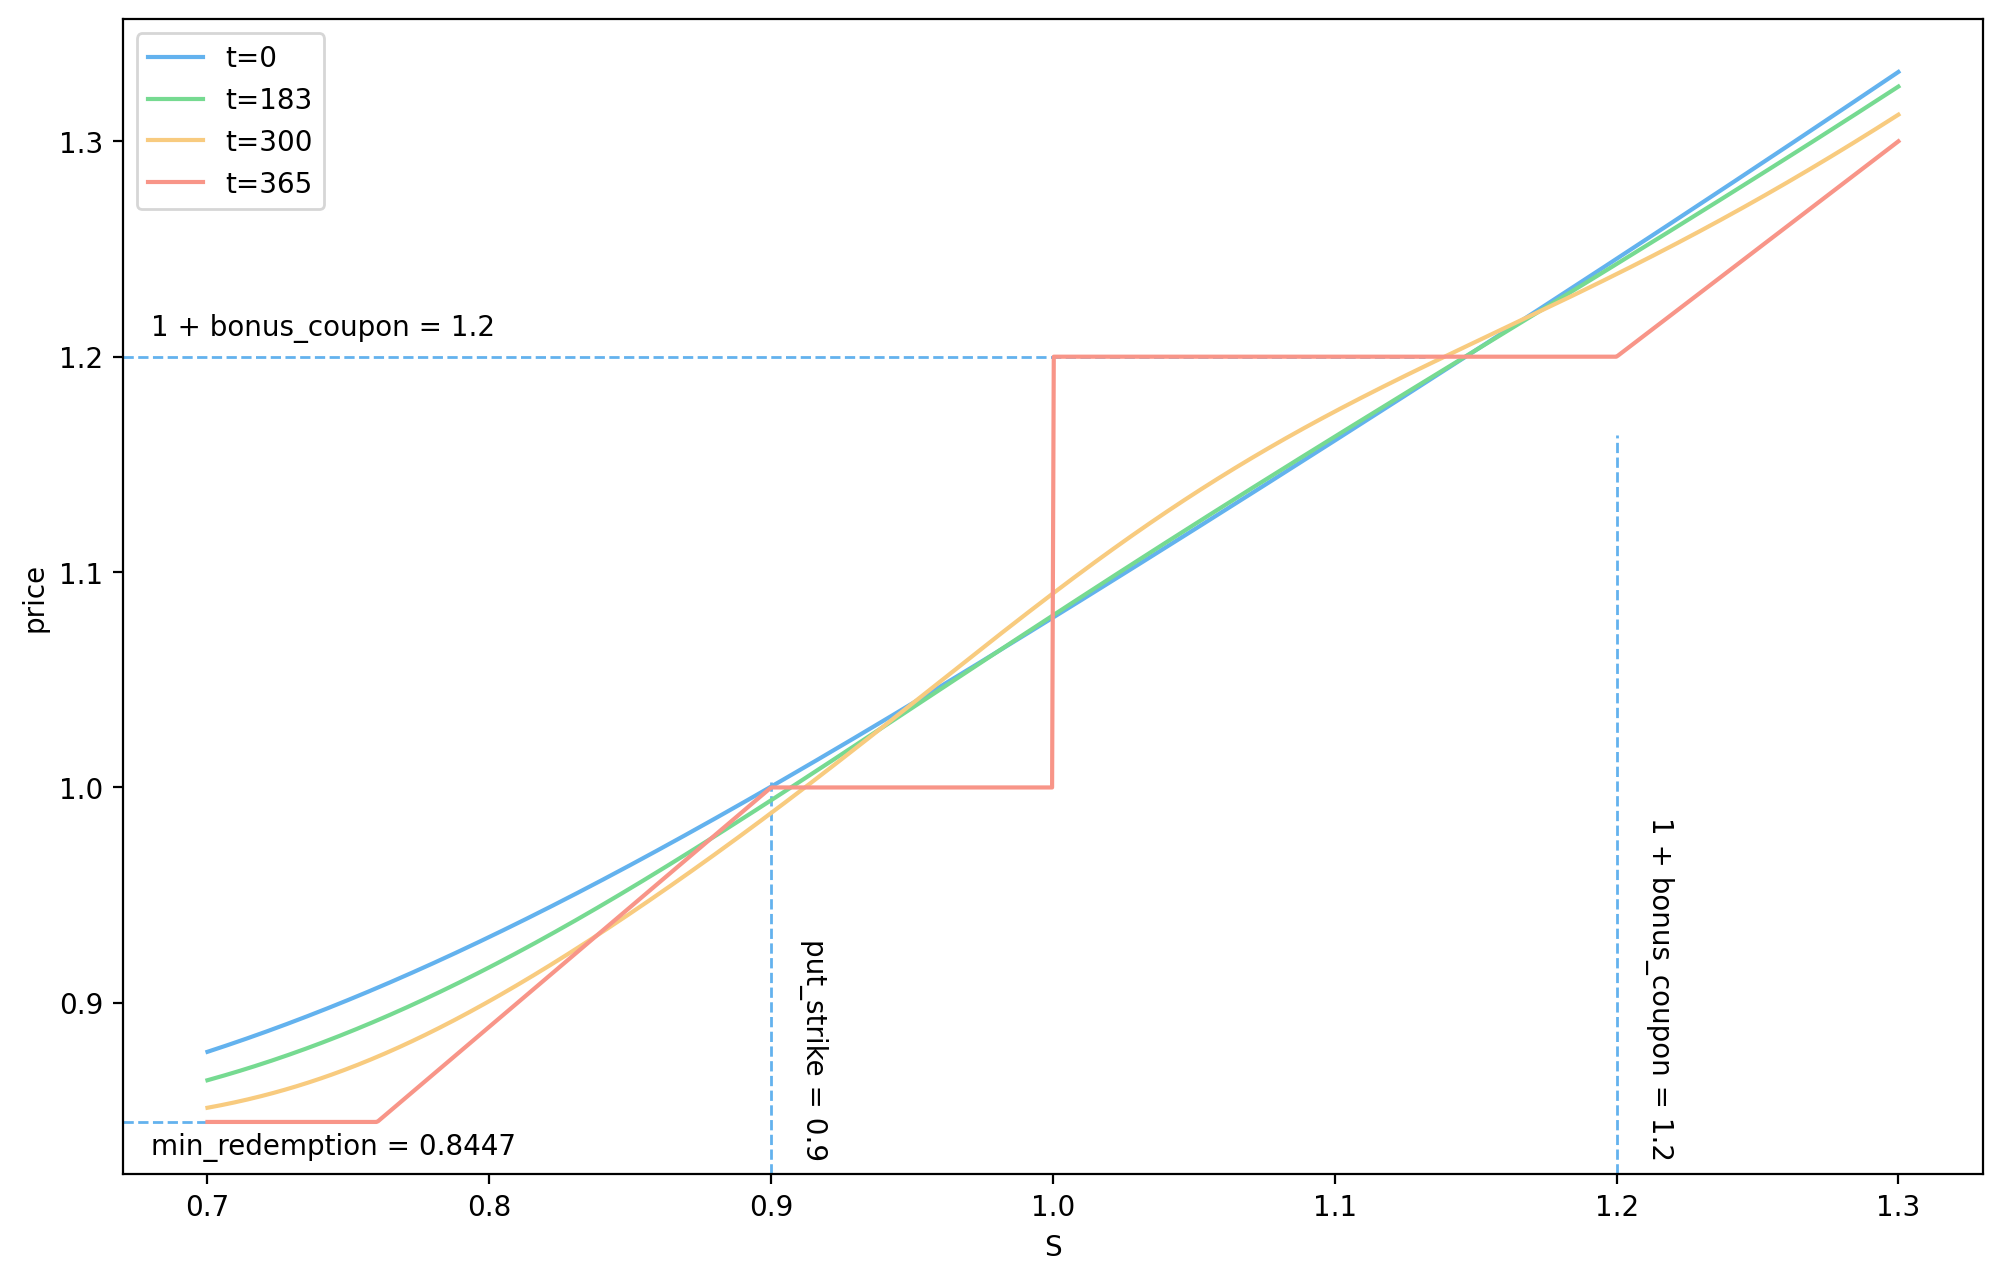 t=0
t=183
t=300
t=365
1.3
1 + bonus_coupon = 1.2
1.2
1.1
price
1.0
0.9
put_strike = 0.9
1 + bonus_coupon = 1.2
min_redemption = 0.8447
0.7 0.8 0.9 1.0 1.1 1.2 1.3
S